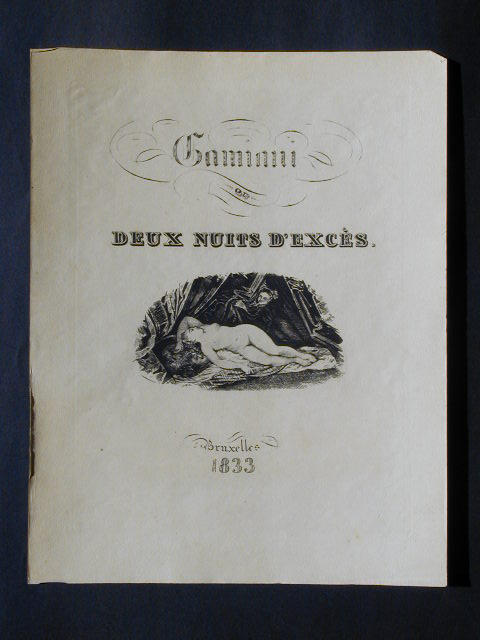 Gamiani
OU
DEUX NUITS D'EXCÈS.
Bruxelles
1833